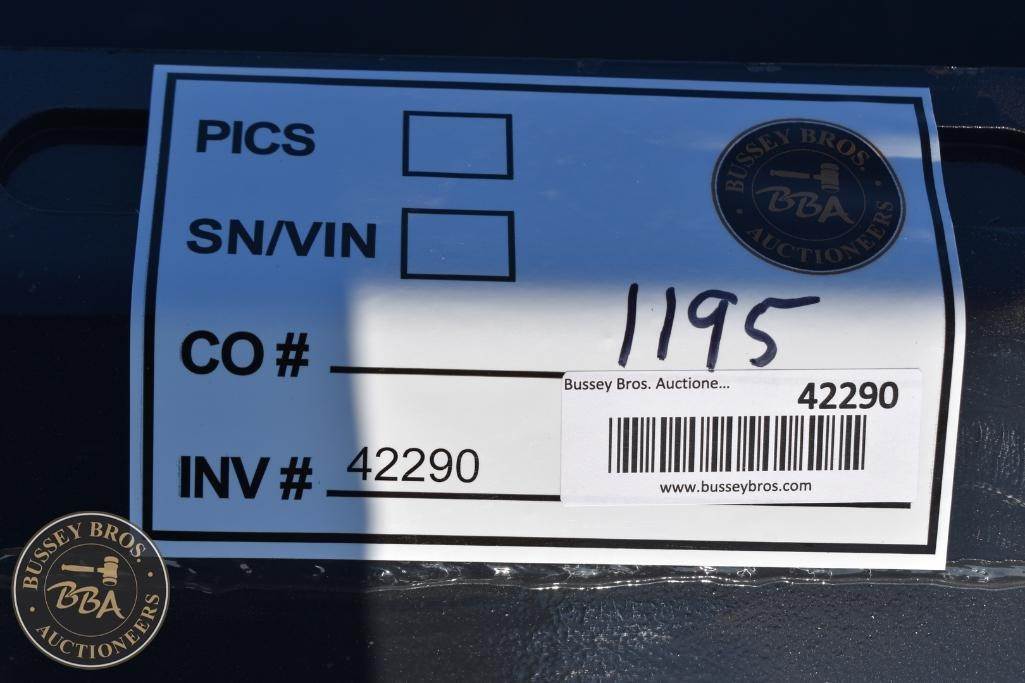 PICS
BUSSEY BROS.
BBA
AUCTIONEERS
SN/VIN
1195
CO #
Bussey Bros. Auctione...
42290
INV # 42290
www.busseybros.com
BUSSEY BROS.
BBA
AUCTIONEERS